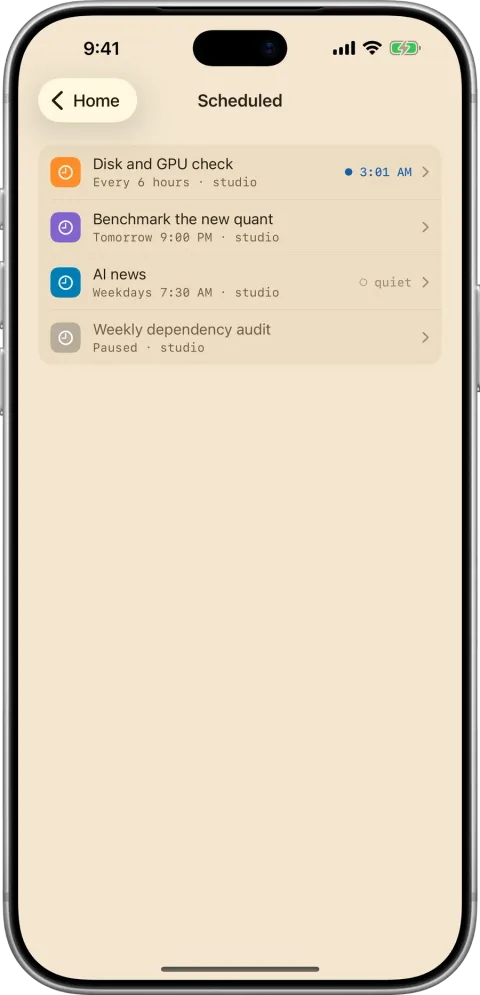 9:41
Home
Scheduled
Disk and GPU check
Every 6 hours · studio
3:01 AM
Benchmark the new quant
Tomorrow 9:00 PM · studio
AI news
Weekdays 7:30 AM · studio
quiet
Weekly dependency audit
Paused · studio